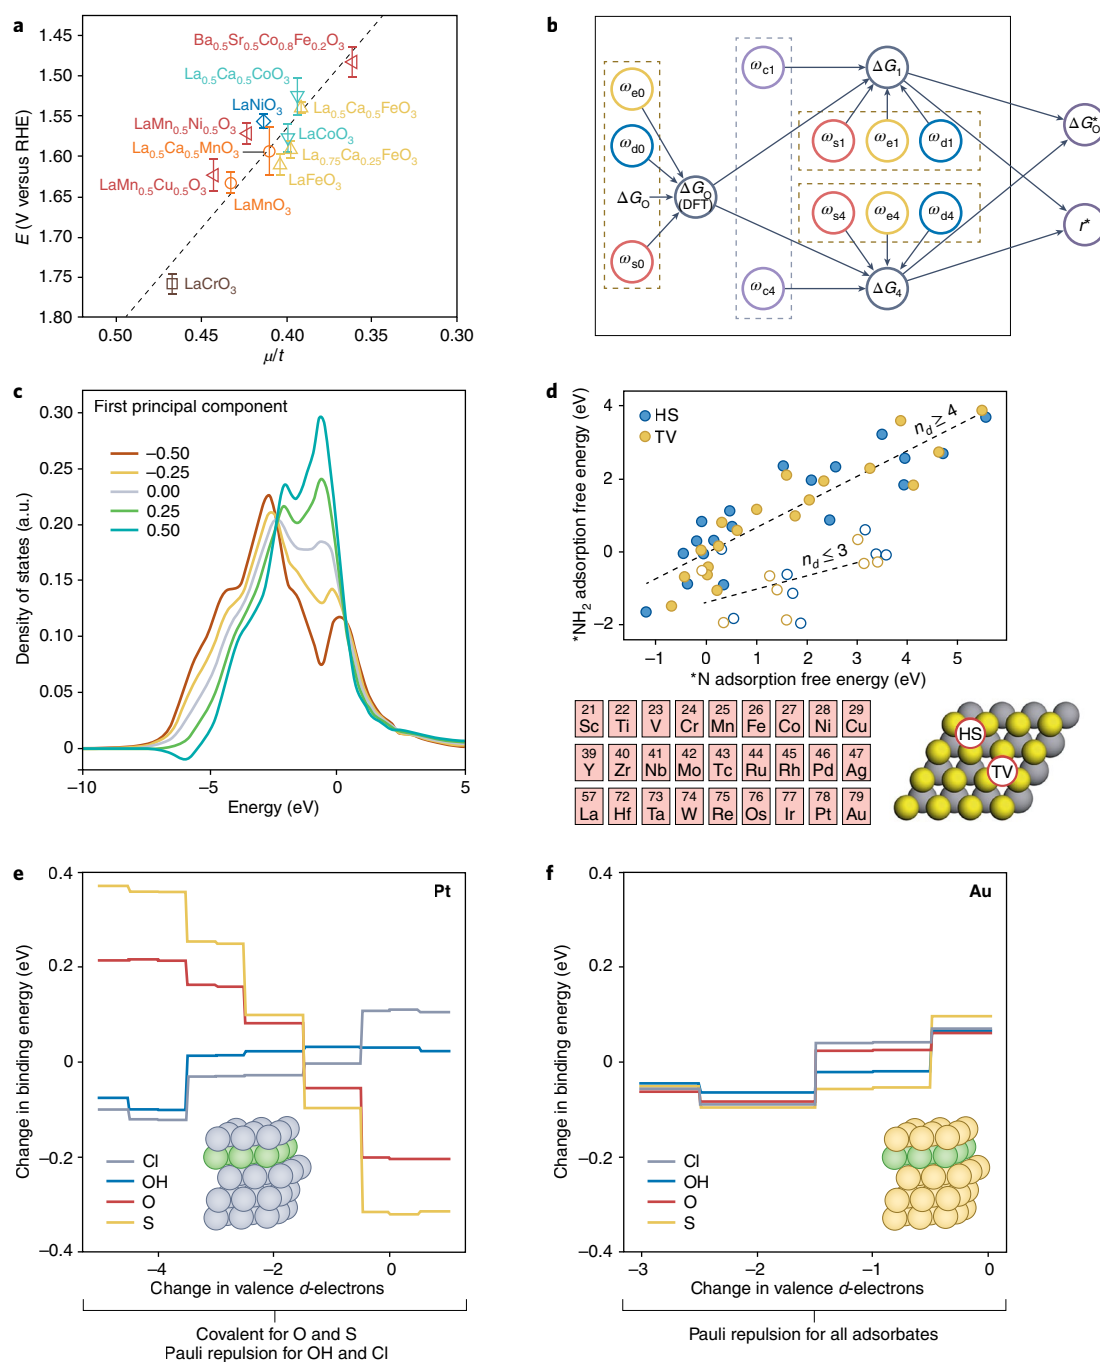 a
1.45
1.50
1.55
1.60
1.65
1.70
1.75
1.80
E (V versus RHE)
0.50
0.45
0.40
0.35
0.30
μ/t
Ba0.5Sr0.5Co0.8Fe0.2O3
La0.5Ca0.5CoO3
LaNiO3
La0.5Ca0.5FeO3
LaMn0.5Ni0.5O3
LaCoO3
La0.5Ca0.5MnO3
La0.75Ca0.25FeO3
LaMn0.5Cu0.5O3
LaFeO3
LaMnO3
LaCrO3
b
ωc1
ΔG1
ωe0
ΔG*O
ωd0
ωs1
ωe1
ωd1
ΔGO
ΔGO
(DFT)
ωs4
ωe4
ωd4
r*
ωs0
ωc4
ΔG4
c
First principal component
–0.50
–0.25
0.00
0.25
0.50
0.30
0.25
0.20
0.15
0.10
0.05
0
Density of states (a.u.)
–10
–5
0
5
Energy (eV)
d
HS
TV
nd ≥ 4
nd ≤ 3
4
2
0
–2
*NH2 adsorption free energy (eV)
–1
0
1
2
3
4
5
*N adsorption free energy (eV)
21 22 23 24 25 26 27 28 29
Sc Ti V Cr Mn Fe Co Ni Cu
39 40 41 42 43 44 45 46 47
Y Zr Nb Mo Tc Ru Rh Pd Ag
57 72 73 74 75 76 77 78 79
La Hf Ta W Re Os Ir Pt Au
HS
TV
e
Pt
0.4
0.2
0
–0.2
–0.4
Change in binding energy (eV)
Cl
OH
O
S
–4
–2
0
Change in valence d-electrons
Covalent for O and S
Pauli repulsion for OH and Cl
f
Au
0.4
0.2
0
–0.2
–0.4
Change in binding energy (eV)
Cl
OH
O
S
–3
–2
–1
0
Change in valence d-electrons
Pauli repulsion for all adsorbates